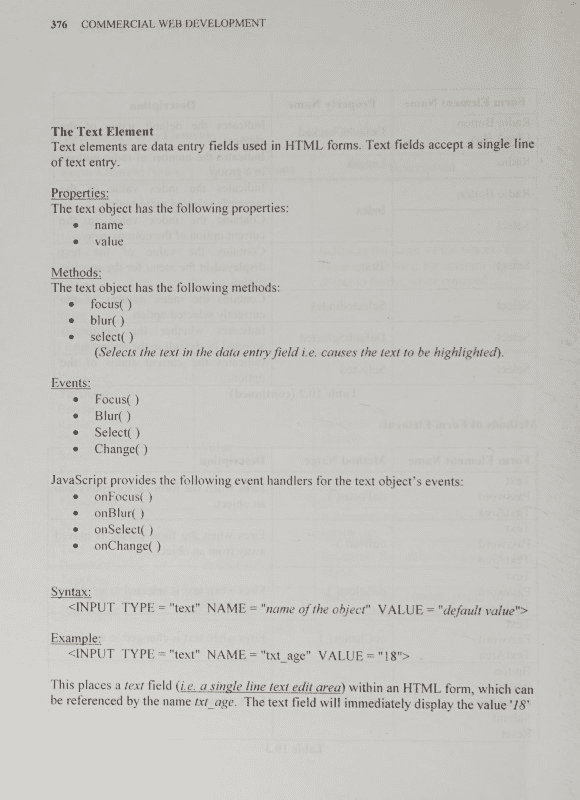 376 COMMERCIAL WEB DEVELOPMENT
The Text Element
Text elements are data entry fields used in HTML forms. Text fields accept a single line
of text entry.
Properties:
The text object has the following properties:
• name
• value
Methods:
The text object has the following methods:
• focus( )
• blur( )
• select( )
(Selects the text in the data entry field i.e. causes the text to be highlighted).
Events:
• Focus( )
• Blur( )
• Select( )
• Change( )
JavaScript provides the following event handlers for the text object's events:
• onFocus( )
• onBlur( )
• onSelect( )
• onChange( )
Syntax:
<INPUT TYPE = "text" NAME = "name of the object" VALUE = "default value">
Example:
<INPUT TYPE = "text" NAME = "txt_age" VALUE = "18">
This places a text field (i.e. a single line text edit area) within an HTML form, which can
be referenced by the name txt_age. The text field will immediately display the value '18'